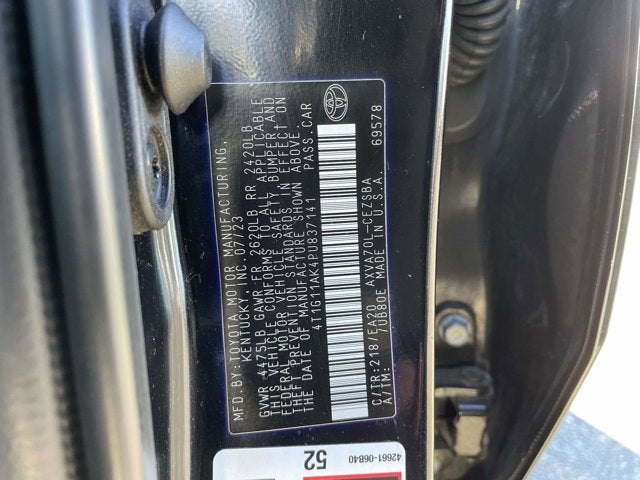 MFD.BY:TOYOTA MOTOR MANUFACTURING,
KENTUCKY, INC. 07/23
GVWR 4475LB GAWR FR 2620LB RR 2420LB
THIS VEHICLE CONFORMS TO ALL APPLICABLE
FEDERAL MOTOR VEHICLE SAFETY BUMPER AND
THEFT PREVENTION STANDARDS IN EFFECT ON
THE DATE OF MANUFACTURE SHOWN ABOVE.
4T1G11AK4PU837141 PASS.CAR
C/TR:218/EA20 AXVA70L-CEZSBA
A/TM: /UB80E MADE IN U.S.A. 69578
52
42661-06B40